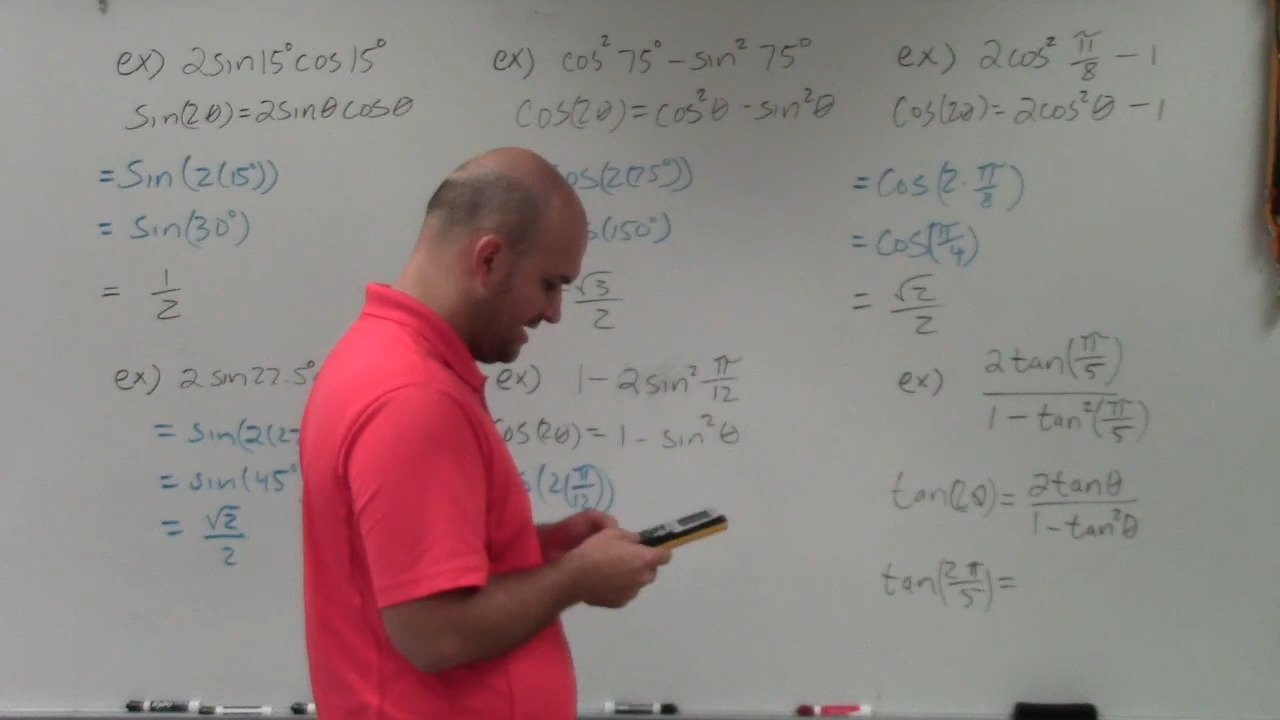 ex) 2sin15°cos15°
sin(2θ)=2sinθcosθ
=Sin(2(15°))
= Sin(30°)
= 1/2
ex) cos² 75° - sin² 75°
cos(2θ)=cos²θ - sin²θ
os(2(75°))
(150°)
-√3/2
ex) 2cos² π/8 - 1
cos(2θ)= 2cos²θ - 1
=cos(2·π/8)
=cos(π/4)
= √2/2
ex) 2 sin22.5°
= sin(2(2
= sin(45°
= √2/2
ex) 1 - 2sin² π/12
os(2θ)= 1 - sin²θ
(2(π/12))
ex) 2tan(π/5)/1 - tan²(π/5)
tan(2θ)= 2tanθ/1-tan²θ
tan(2π/5)=